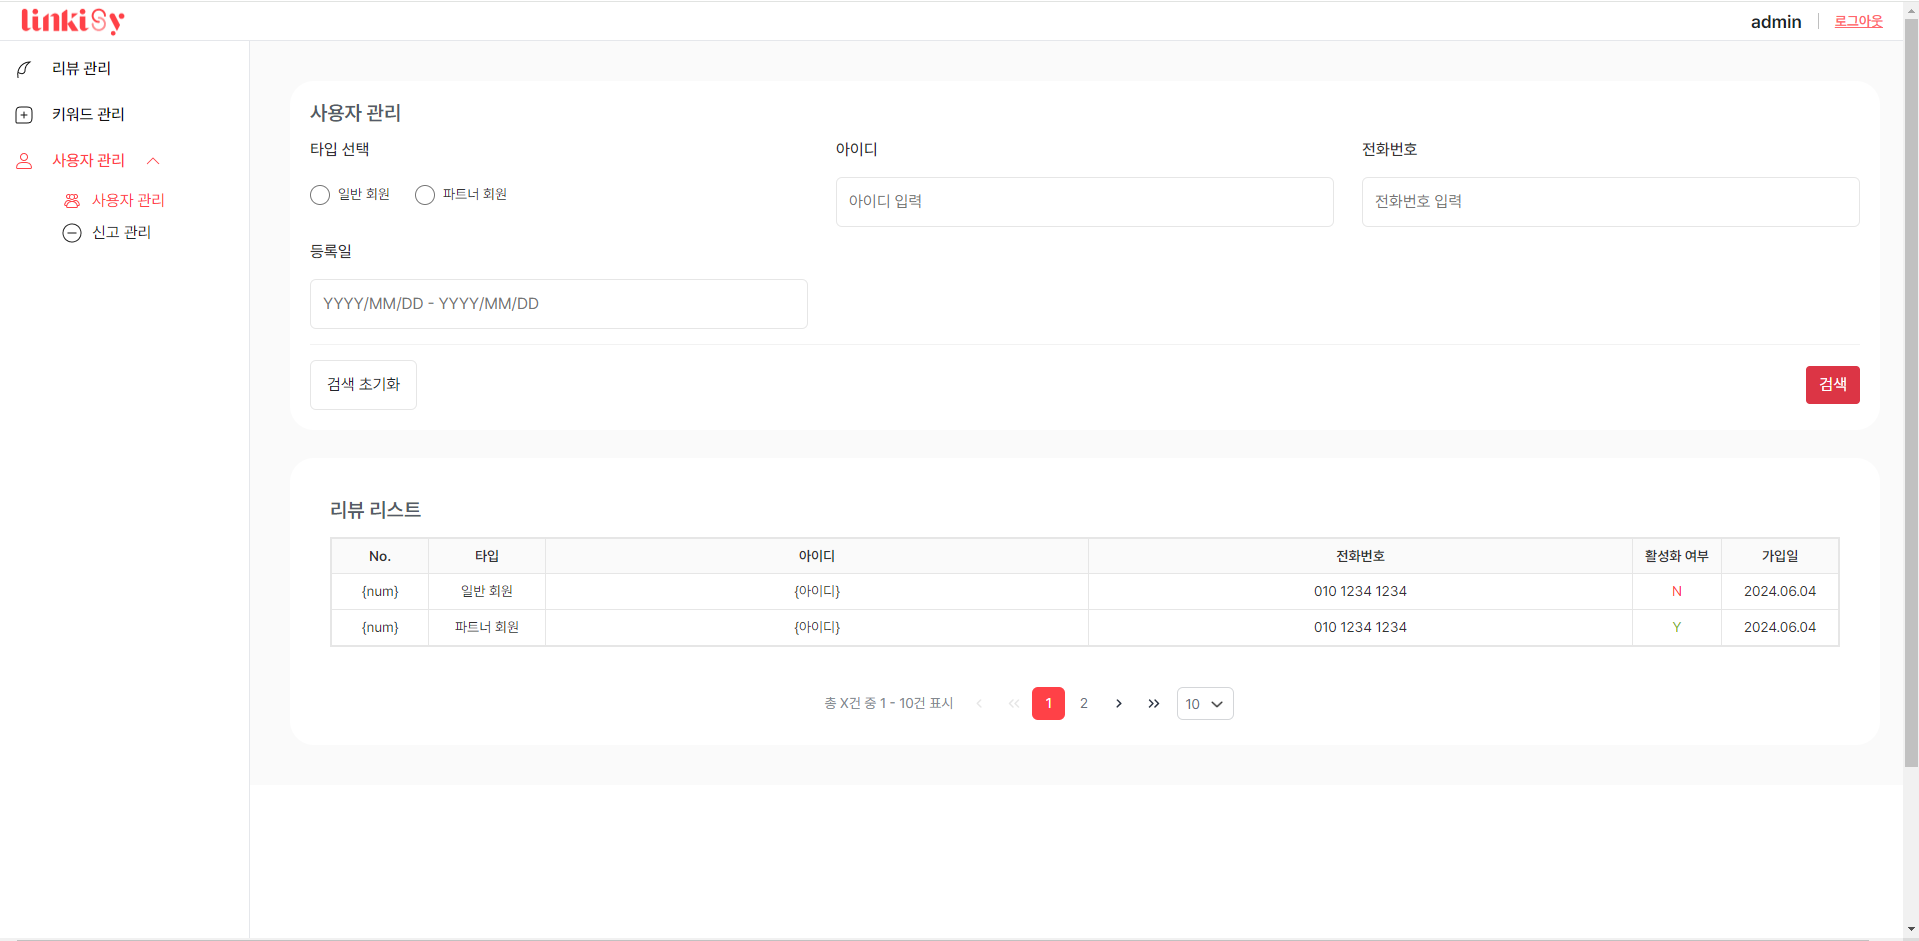 linkiSy
admin
로그아웃
리뷰 관리
키워드 관리
사용자 관리
사용자 관리
신고 관리
사용자 관리
타입 선택
일반 회원 파트너 회원
아이디
아이디 입력
전화번호
전화번호 입력
등록일
YYYY/MM/DD - YYYY/MM/DD
검색 초기화
검색
리뷰 리스트
No. 타입 아이디 전화번호 활성화 여부 가입일
{num} 일반 회원 {아이디} 010 1234 1234 N 2024.06.04
{num} 파트너 회원 {아이디} 010 1234 1234 Y 2024.06.04
총 X건 중 1 - 10건 표시 ‹ « 1 2 › » 10